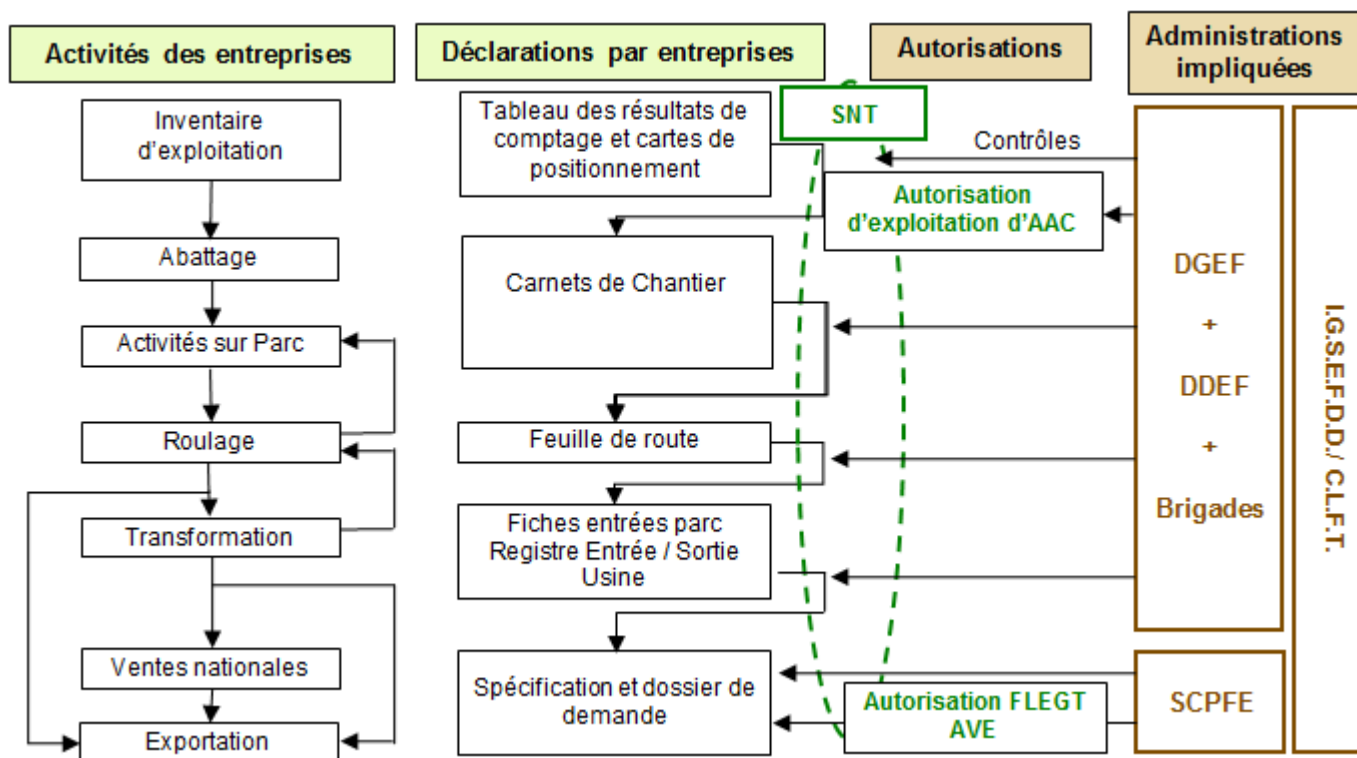 Activités des entreprises
Déclarations par entreprises
Autorisations
Administrations
impliquées
Inventaire
d'exploitation
Abattage
Activités sur Parc
Roulage
Transformation
Ventes nationales
Exportation
Tableau des résultats de
comptage et cartes de
positionnement
Carnets de Chantier
Feuille de route
Fiches entrées parc
Registre Entrée / Sortie
Usine
Spécification et dossier de
demande
SNT
Contrôles
Autorisation
d'exploitation d'AAC
Autorisation FLEGT
AVE
DGEF
+
DDEF
+
Brigades
SCPFE
I.G.S.E.F.D.D./ C.L.F.T.